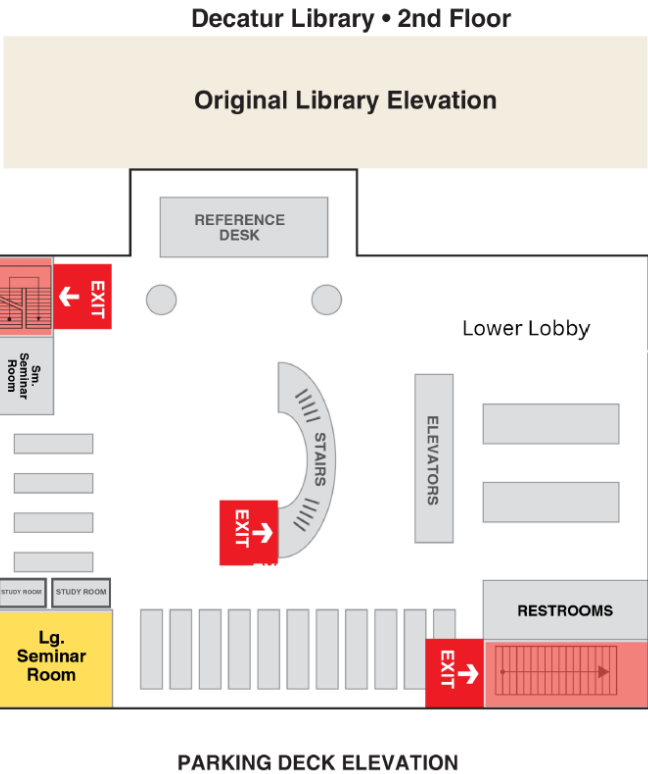 Decatur Library • 2nd Floor
Original Library Elevation
REFERENCE
DESK
EXIT
Lower Lobby
Sm.
Seminar
Room
STAIRS
ELEVATORS
EXIT
STUDY ROOM
STUDY ROOM
RESTROOMS
Lg.
Seminar
Room
EXIT
PARKING DECK ELEVATION